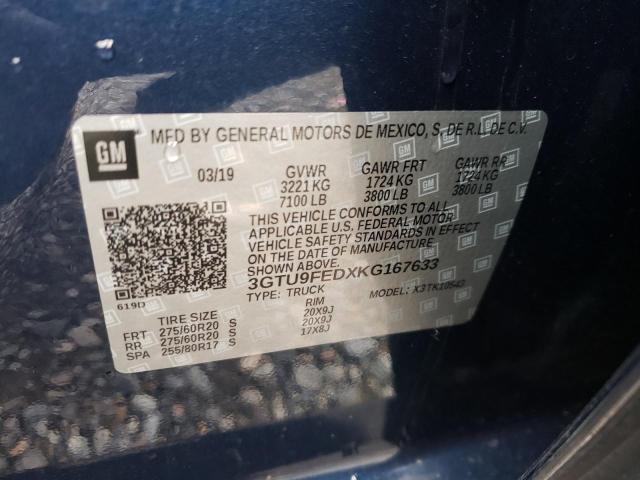 GM
MFD BY GENERAL MOTORS DE MEXICO, S. DE R.L. DE C.V.
03/19 GVWR GAWR FRT GAWR RR
3221 KG 1724 KG 1724 KG
7100 LB 3800 LB 3800 LB
THIS VEHICLE CONFORMS TO ALL
APPLICABLE U.S. FEDERAL MOTOR
VEHICLE SAFETY STANDARDS IN EFFECT
ON THE DATE OF MANUFACTURE
3GTU9FEDXKG167633
619D TYPE: TRUCK MODEL: X3TK10543
TIRE SIZE RIM
FRT 275/60R20 S 20X9J
RR 275/60R20 S 20X9J
SPA 255/80R17 S 17X8J